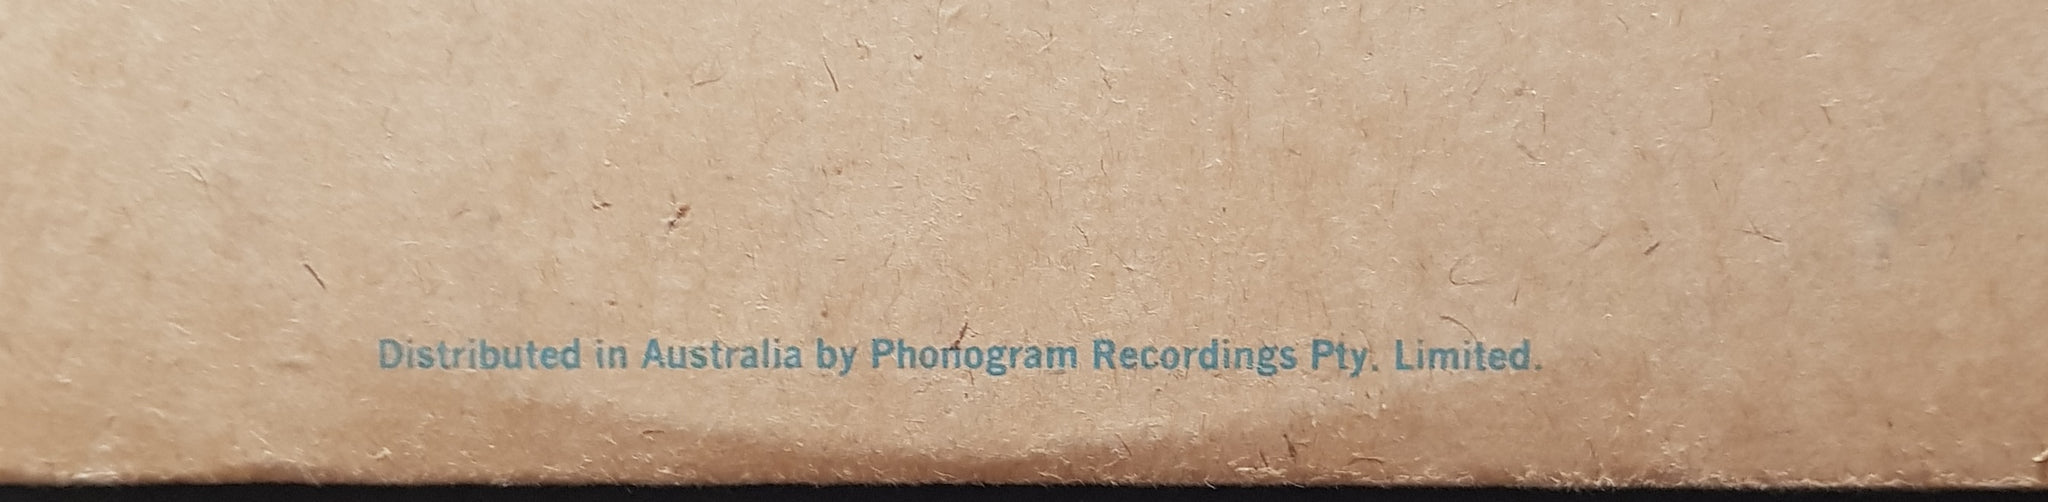 Distributed in Australia by Phonogram Recordings Pty. Limited.